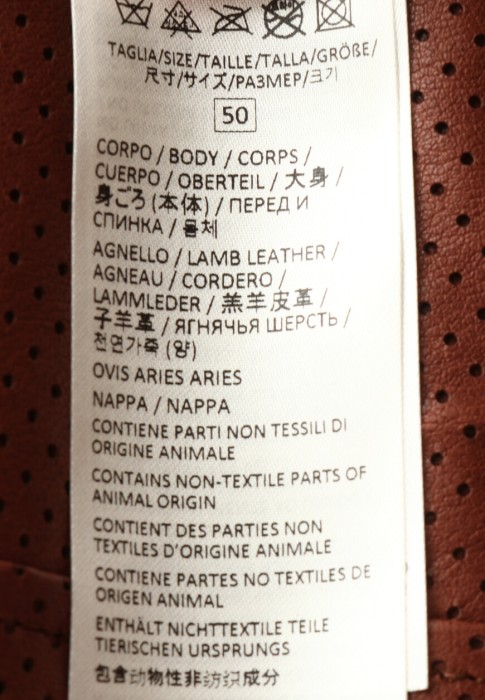 TAGLIA/SIZE/TAILLE/TALLA/GRÖßE/
尺寸/サイズ/РАЗМЕР/크기
50
CORPO / BODY / CORPS /
CUERPO / OBERTEIL / 大身 /
身ごろ (本体) / ПЕРЕД И
СПИНКА / 몸체
AGNELLO / LAMB LEATHER /
AGNEAU / CORDERO /
LAMMLEDER / 羔羊皮革 /
子羊革 / ЯГНЯЧЬЯ ШЕРСТЬ /
천연가죽 (양)
OVIS ARIES ARIES
NAPPA / NAPPA
CONTIENE PARTI NON TESSILI DI
ORIGINE ANIMALE
CONTAINS NON-TEXTILE PARTS OF
ANIMAL ORIGIN
CONTIENT DES PARTIES NON
TEXTILES D'ORIGINE ANIMALE
CONTIENE PARTES NO TEXTILES DE
ORIGEN ANIMAL
ENTHÄLT NICHTTEXTILE TEILE
TIERISCHEN URSPRUNGS
包含动物性非纺织成分